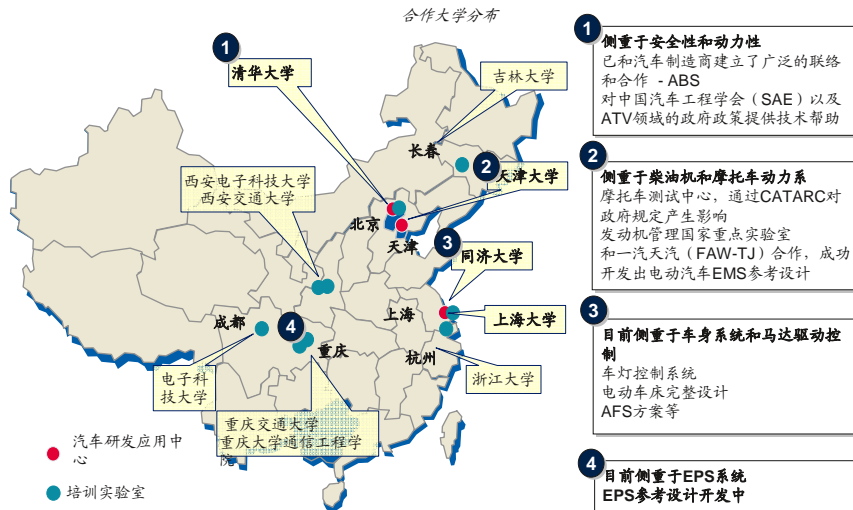 合作大学分布
1
清华大学
吉林大学
长春
2
天津大学
西安电子科技大学
西安交通大学
北京
天津
3
同济大学
上海
上海大学
成都
4
重庆
杭州
电子科
技大学
浙江大学
重庆交通大学
重庆大学通信工程学
院
汽车研发应用中
心
培训实验室
1
侧重于安全性和动力性
已和汽车制造商建立了广泛的联络
和合作 - ABS
对中国汽车工程学会（SAE）以及
ATV领域的政府政策提供技术帮助
2
侧重于柴油机和摩托车动力系
摩托车测试中心，通过CATARC对
政府规定产生影响
发动机管理国家重点实验室
和一汽天汽（FAW-TJ）合作，成功
开发出电动汽车EMS参考设计
3
目前侧重于车身系统和马达驱动控
制
车灯控制系统
电动车床完整设计
AFS方案等
4
目前侧重于EPS系统
EPS参考设计开发中